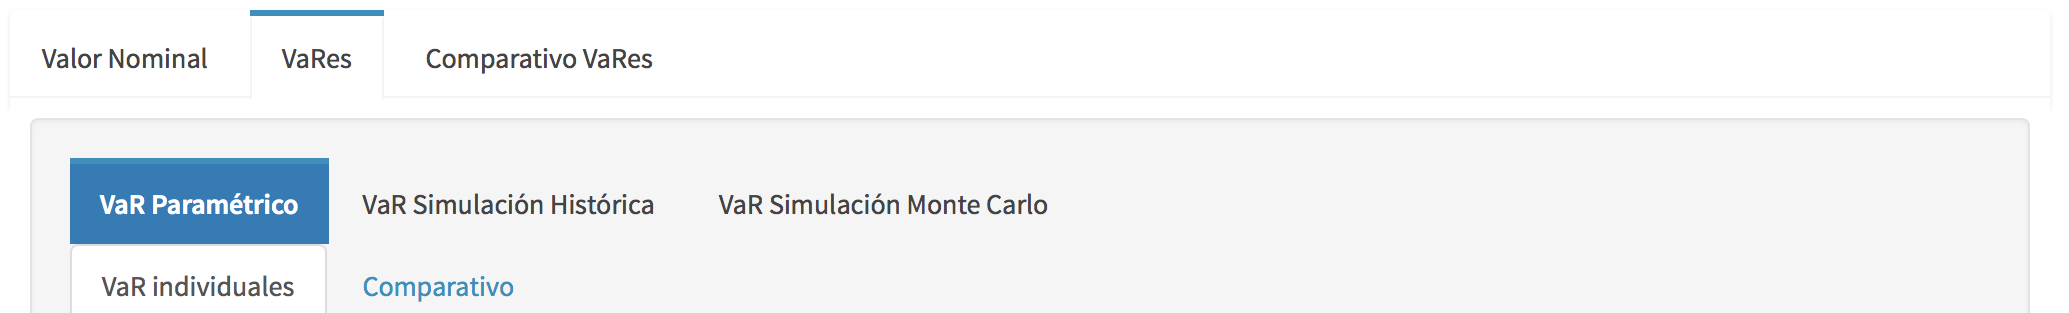 Valor Nominal VaRes Comparativo VaRes
VaR Paramétrico VaR Simulación Histórica VaR Simulación Monte Carlo
VaR individuales Comparativo